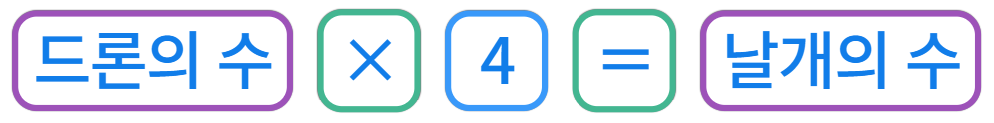 드론의 수 × 4 = 날개의 수